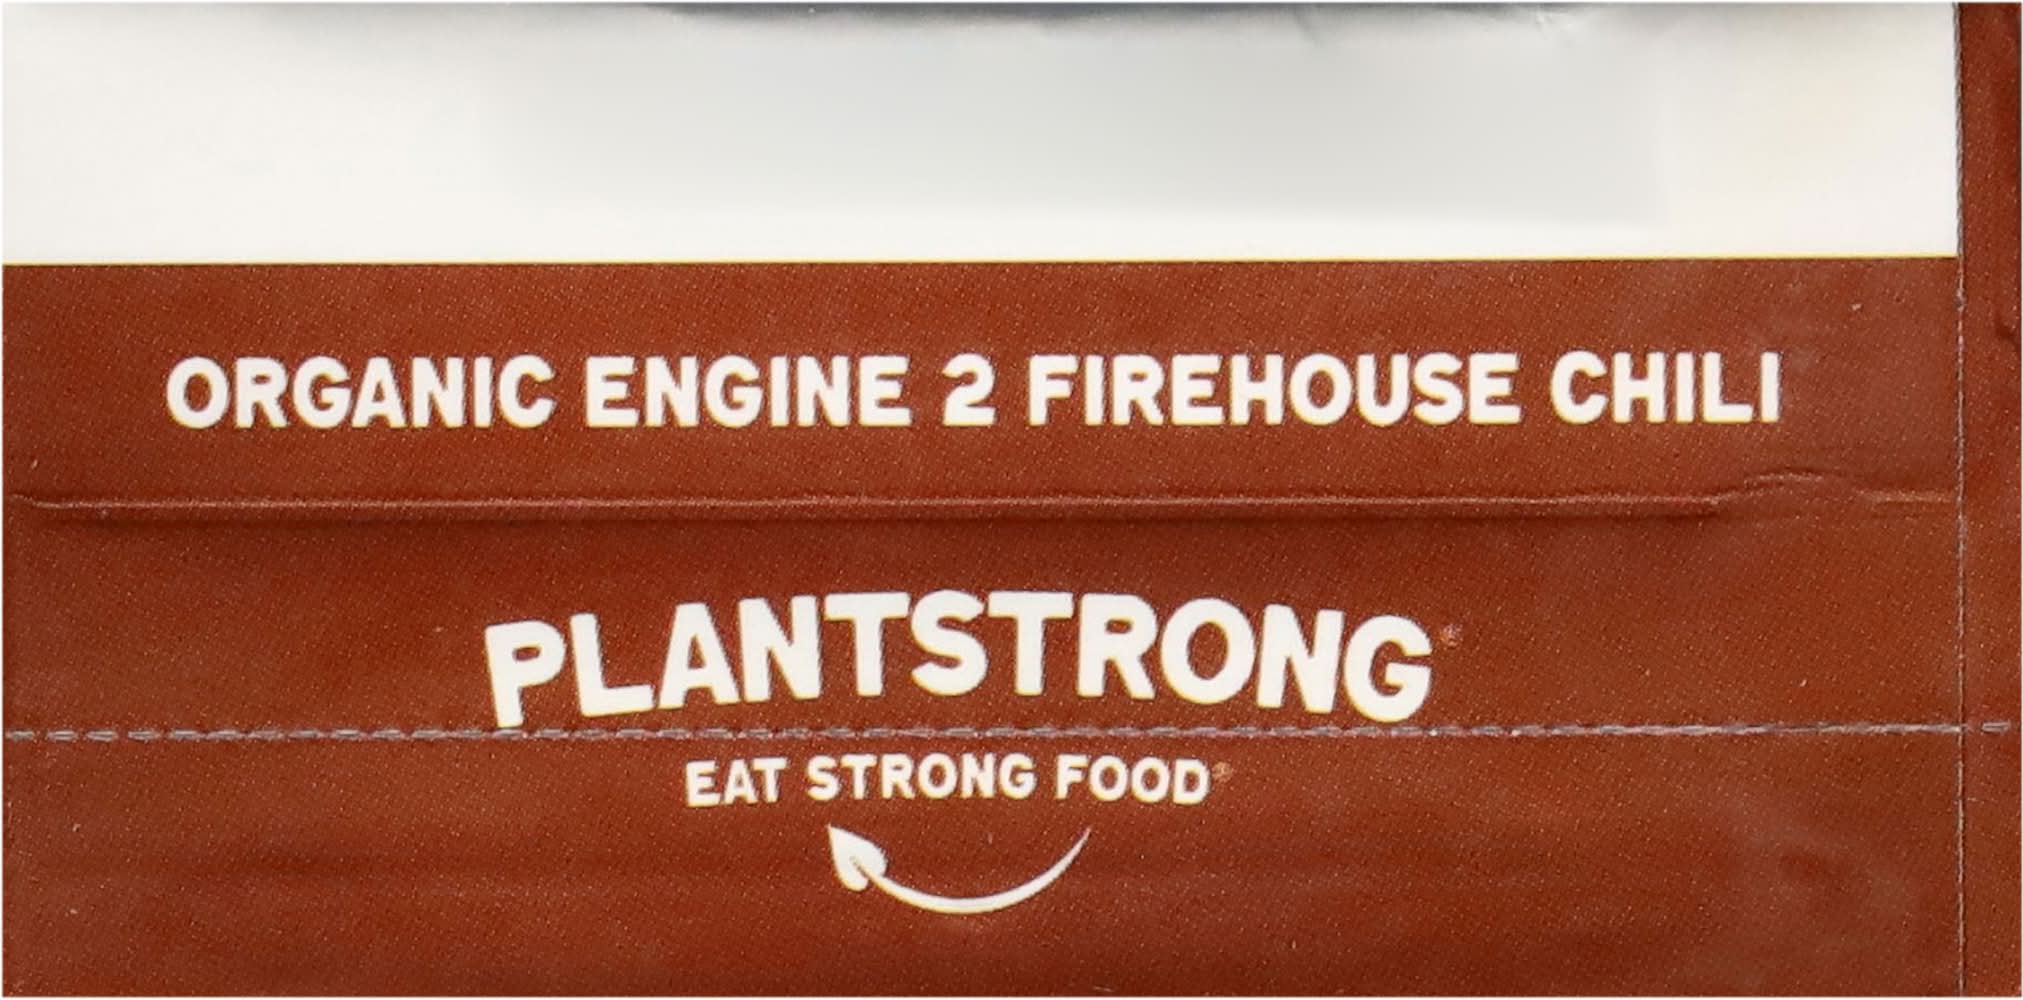 ORGANIC ENGINE 2 FIREHOUSE CHILI
PLANTSTRONG®
EAT STRONG FOOD®